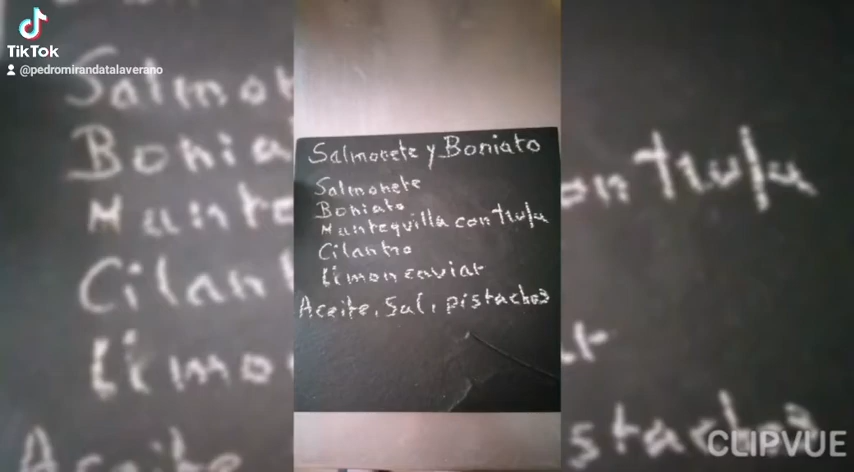 TikTok
@pedromirandatalaverano
Salmonete y Boniato
Salmonete
Boniato
Mantequilla con trufa
Cilantro
Limon caviar
Aceite, Sal, pistachos
CLIPVUE